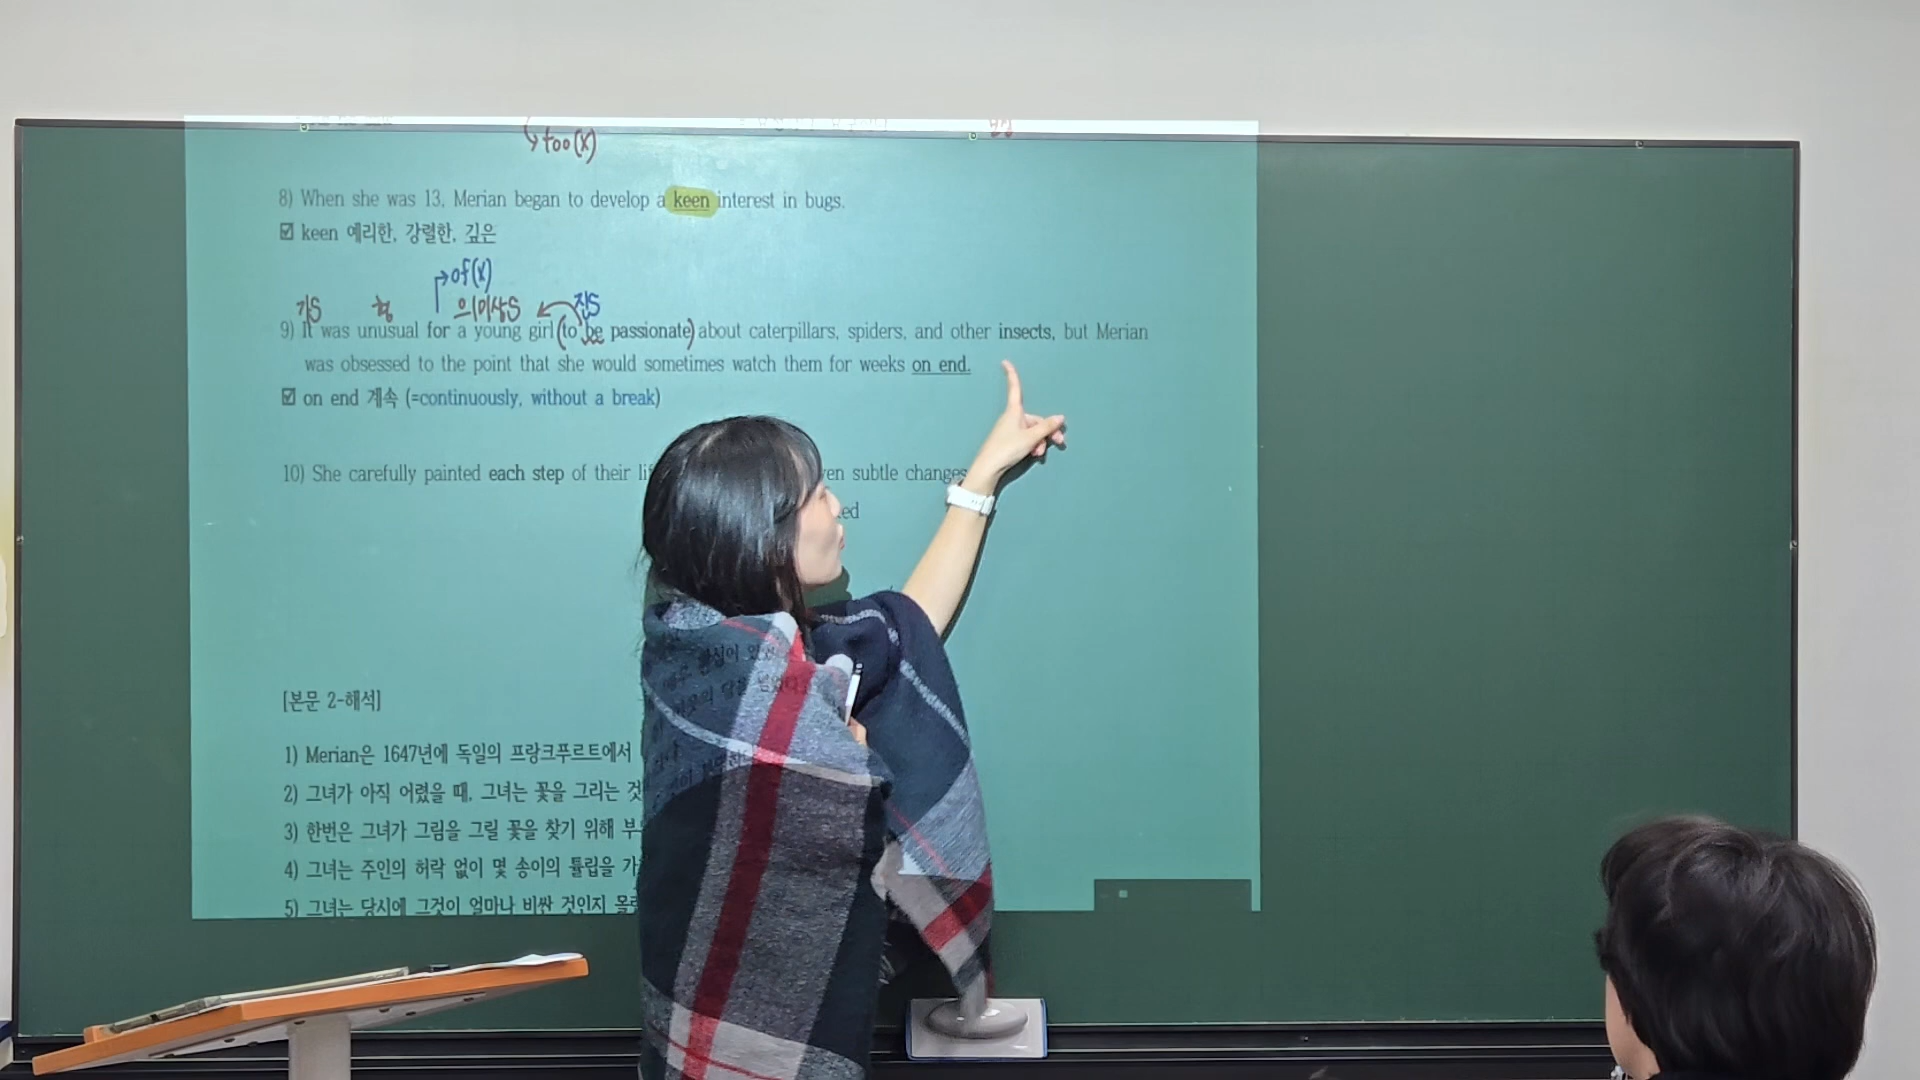 too(x)
8) When she was 13, Merian began to develop a keen interest in bugs.
☑ keen 예리한, 강렬한, 깊은
of(x)
가S 형 의미상S 진S
9) It was unusual for a young girl (to be passionate) about caterpillars, spiders, and other insects, but Merian
was obsessed to the point that she would sometimes watch them for weeks on end.
☑ on end 계속 (=continuously, without a break)
10) She carefully painted each step of their subtle changes
[본문 2-해석]
1) Merian은 1647년에 독일의 프랑크푸르트에서
2) 그녀가 아직 어렸을 때, 그녀는 꽃을 그리는
3) 한번은 그녀가 그림을 그릴 꽃을 찾기 위해
4) 그녀는 주인의 허락 없이 몇 송이의 튤립을
5) 그녀는 당시에 그것이 얼마나 비싼 것인지